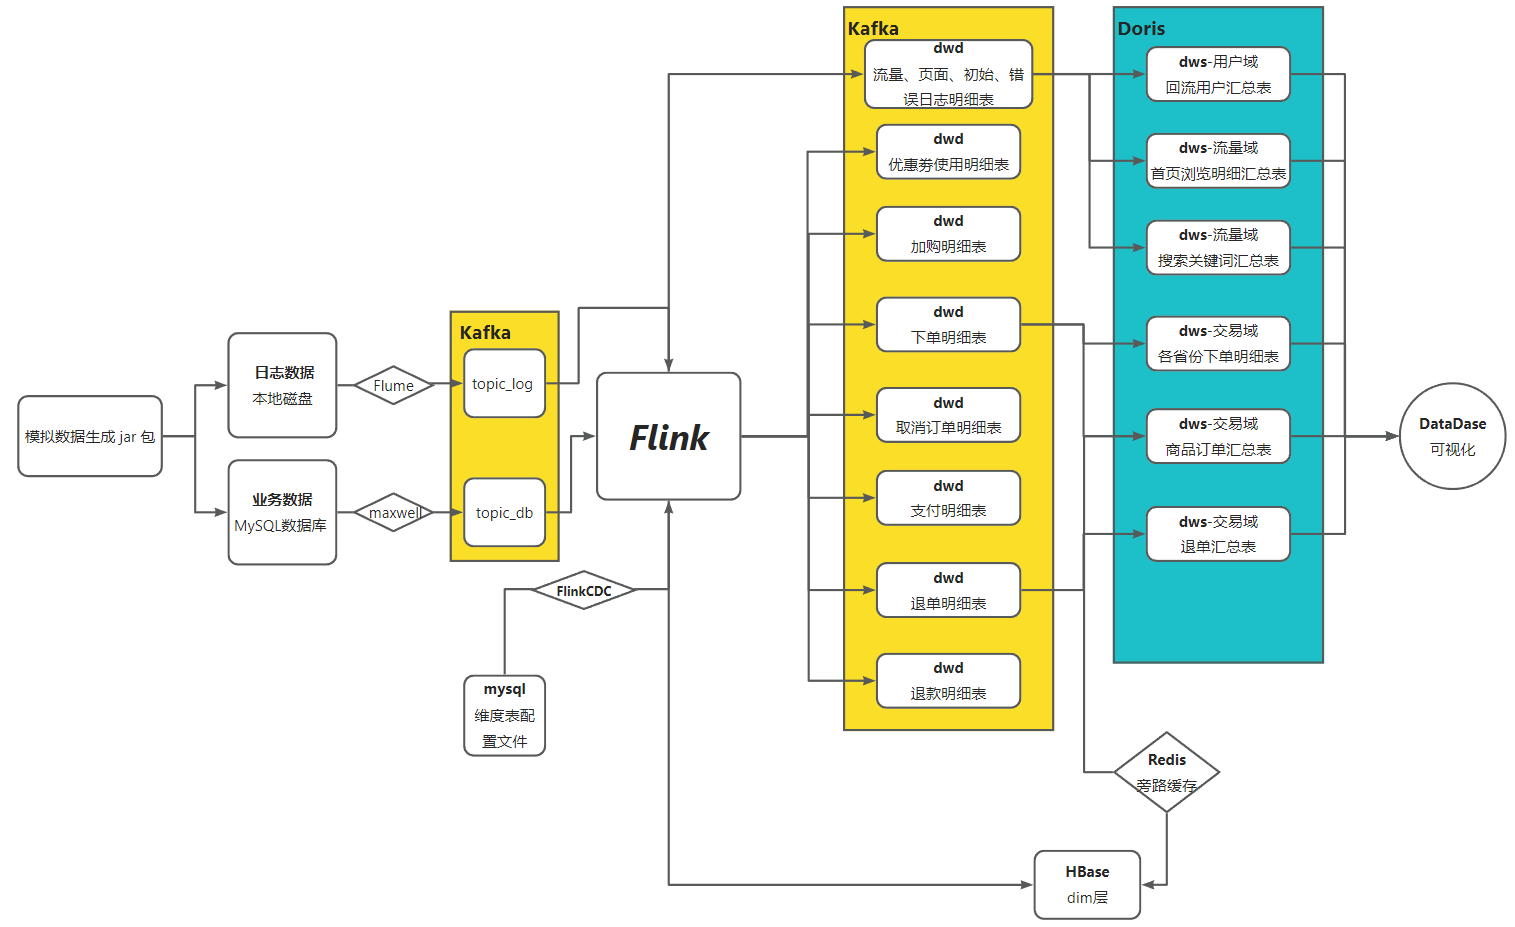 模拟数据生成 jar 包
日志数据
本地磁盘
业务数据
MySQL数据库
Flume
maxwell
Kafka
topic_log
topic_db
FlinkCDC
mysql
维度表配
置文件
Flink
Kafka
dwd
流量、页面、初始、错
误日志明细表
dwd
优惠劵使用明细表
dwd
加购明细表
dwd
下单明细表
dwd
取消订单明细表
dwd
支付明细表
dwd
退单明细表
dwd
退款明细表
Doris
dws-用户域
回流用户汇总表
dws-流量域
首页浏览明细汇总表
dws-流量域
搜索关键词汇总表
dws-交易域
各省份下单明细表
dws-交易域
商品订单汇总表
dws-交易域
退单汇总表
Redis
旁路缓存
HBase
dim层
DataDase
可视化